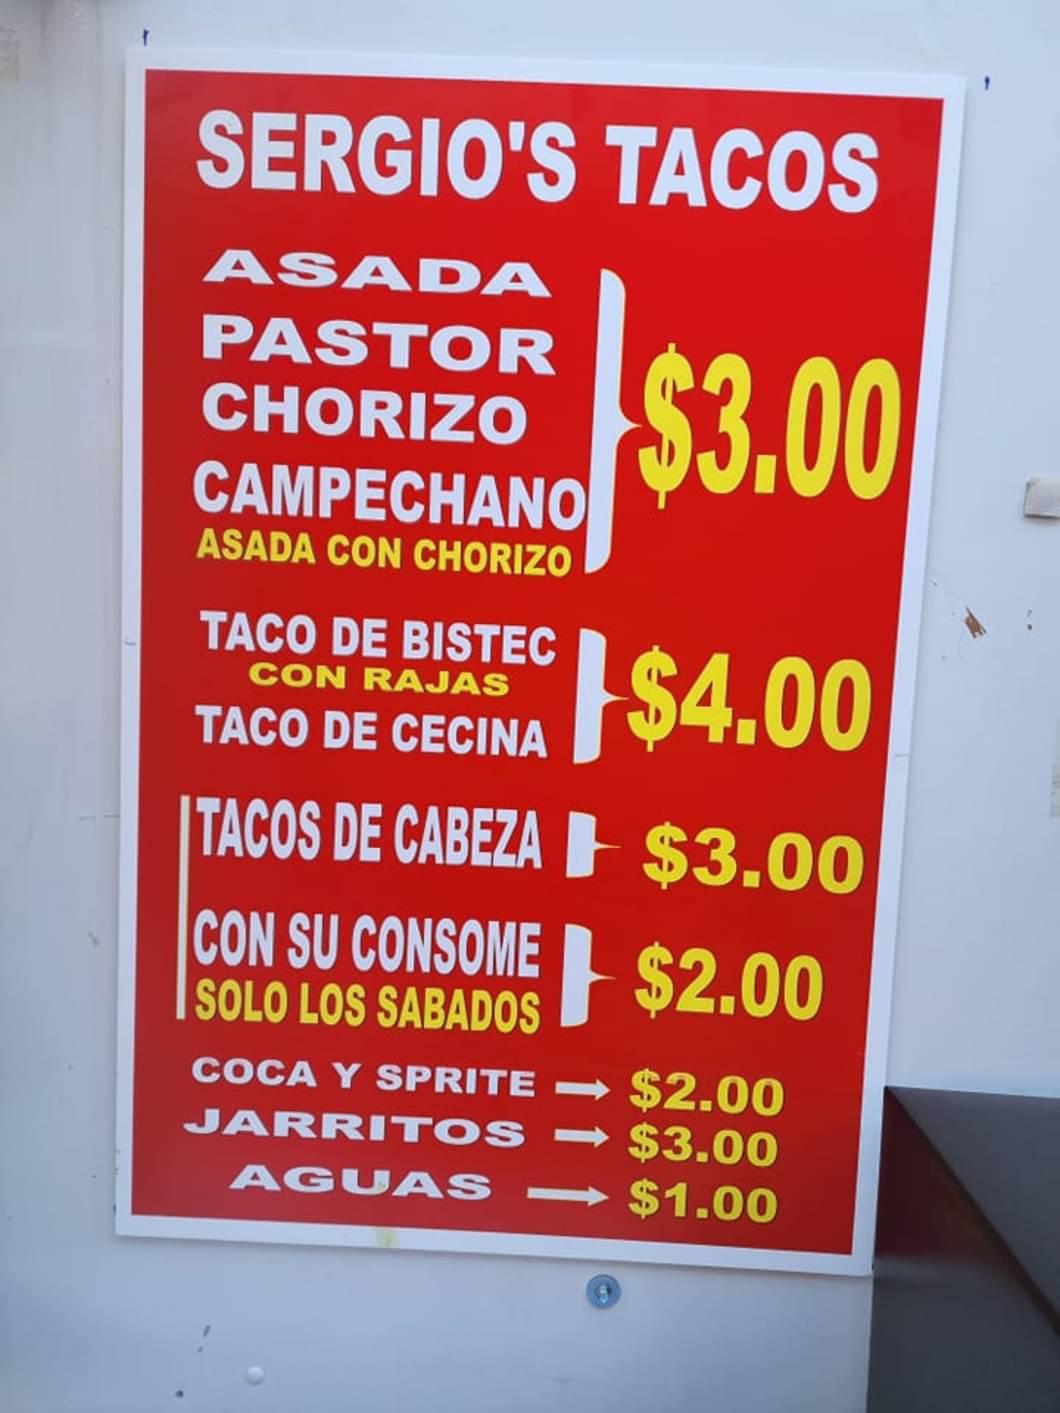 SERGIO'S TACOS
ASADA
PASTOR
CHORIZO
$3.00
CAMPECHANO
ASADA CON CHORIZO
TACO DE BISTEC
CON RAJAS
$4.00
TACO DE CECINA
TACOS DE CABEZA $3.00
CON SU CONSOME $2.00
SOLO LOS SABADOS
COCA Y SPRITE → $2.00
JARRITOS → $3.00
AGUAS → $1.00